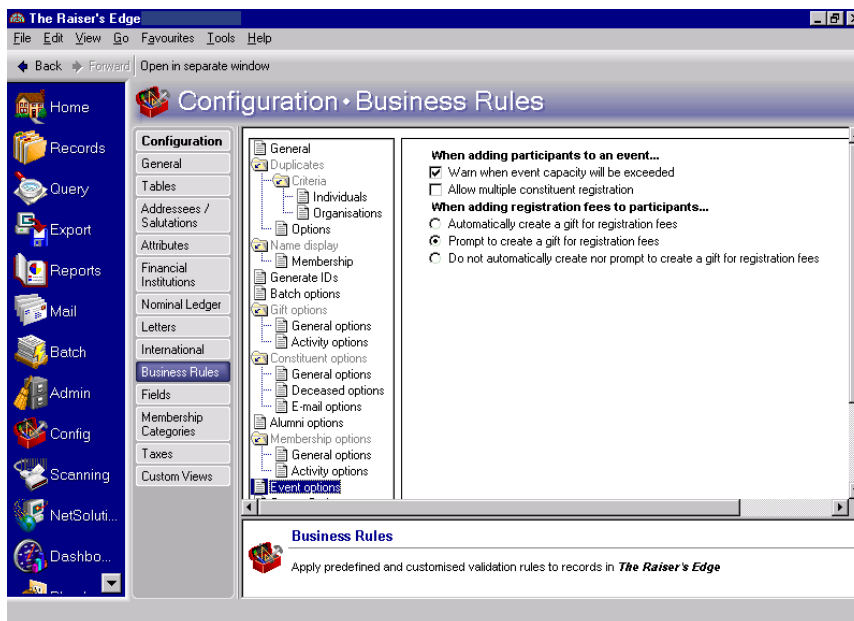 The Raiser's Edge
File Edit View Go Favourites Tools Help
Back Forward Open in separate window
Configuration • Business Rules
Home
Records
Query
Export
Reports
Mail
Batch
Admin
Config
Scanning
NetSoluti...
Dashbo...
Configuration
General
Tables
Addressees /
Salutations
Attributes
Financial
Institutions
Nominal Ledger
Letters
International
Business Rules
Fields
Membership
Categories
Taxes
Custom Views
General
Duplicates
Criteria
Individuals
Organisations
Options
Name display
Membership
Generate IDs
Batch options
Gift options
General options
Activity options
Constituent options
General options
Deceased options
E-mail options
Alumni options
Membership options
General options
Activity options
Event options
When adding participants to an event...
Warn when event capacity will be exceeded
Allow multiple constituent registration
When adding registration fees to participants...
Automatically create a gift for registration fees
Prompt to create a gift for registration fees
Do not automatically create nor prompt to create a gift for registration fees
Business Rules
Apply predefined and customised validation rules to records in The Raiser's Edge